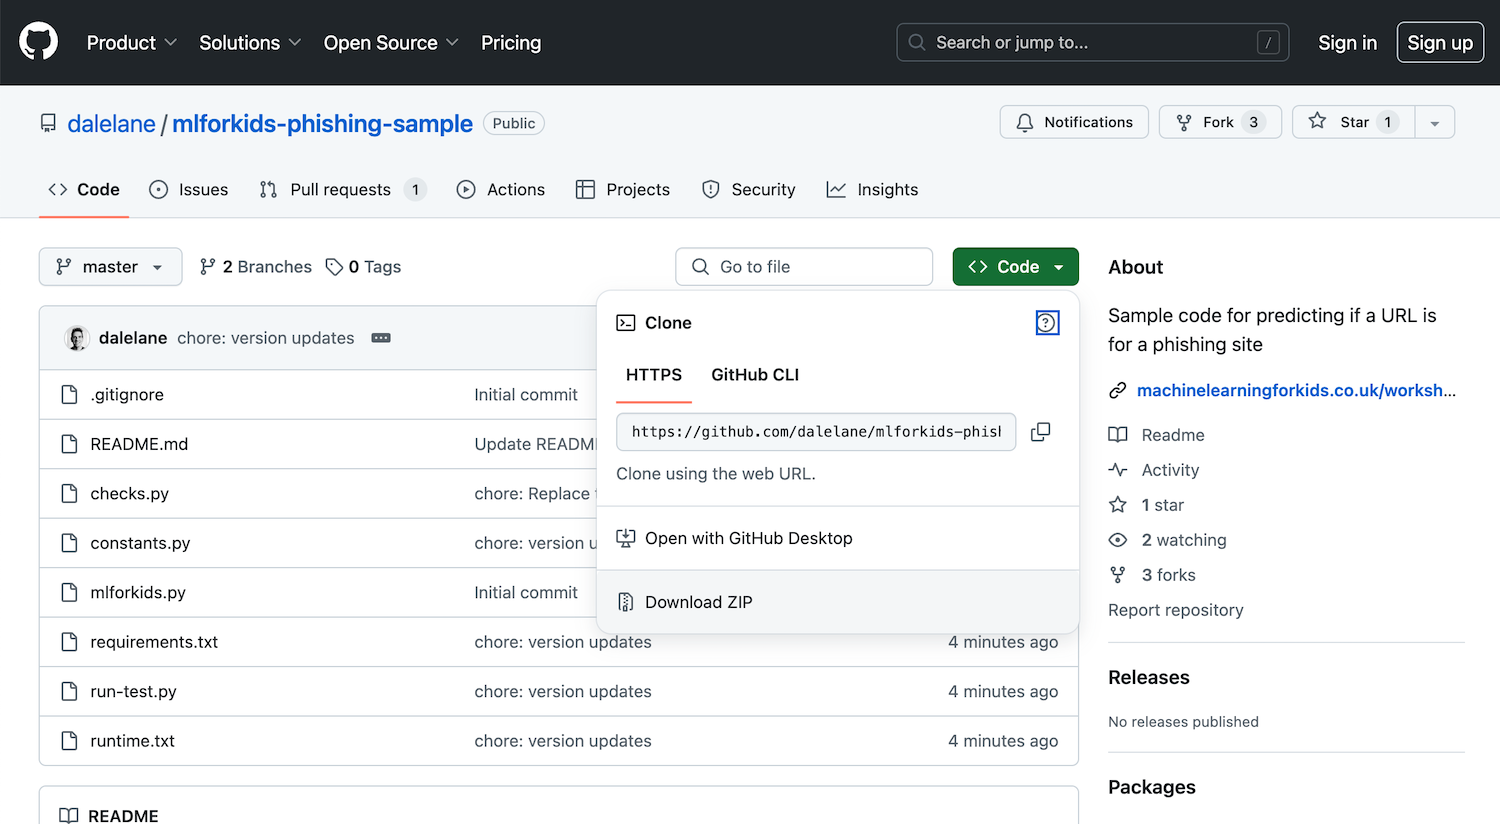 Product Solutions Open Source Pricing Search or jump to... / Sign in Sign up
dalelane / mlforkids-phishing-sample Public Notifications Fork 3 Star 1
Code Issues Pull requests 1 Actions Projects Security Insights
master 2 Branches 0 Tags Go to file Code
dalelane chore: version updates
.gitignore Initial commit
README.md Update READM
checks.py chore: Replace
constants.py chore: version u
mlforkids.py Initial commit
requirements.txt chore: version updates 4 minutes ago
run-test.py chore: version updates 4 minutes ago
runtime.txt chore: version updates 4 minutes ago
README
Clone
HTTPS GitHub CLI
https://github.com/dalelane/mlforkids-phish
Clone using the web URL.
Open with GitHub Desktop
Download ZIP
About
Sample code for predicting if a URL is
for a phishing site
machinelearningforkids.co.uk/worksh...
Readme
Activity
1 star
2 watching
3 forks
Report repository
Releases
No releases published
Packages